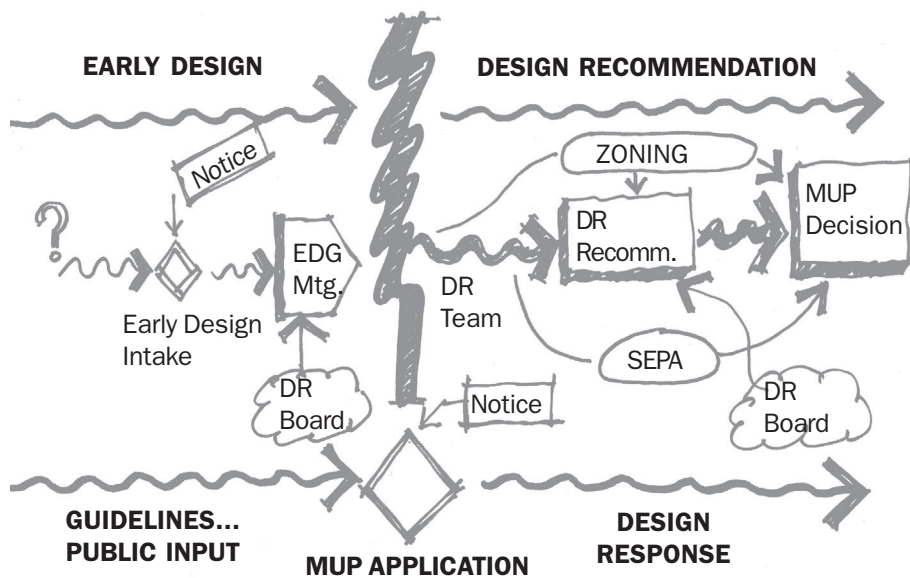 EARLY DESIGN
DESIGN RECOMMENDATION
Notice
ZONING
?
EDG
Mtg.
DR
Recomm.
MUP
Decision
Early Design
Intake
DR
Team
DR
Board
SEPA
Notice
DR
Board
GUIDELINES...
PUBLIC INPUT
MUP APPLICATION
DESIGN
RESPONSE